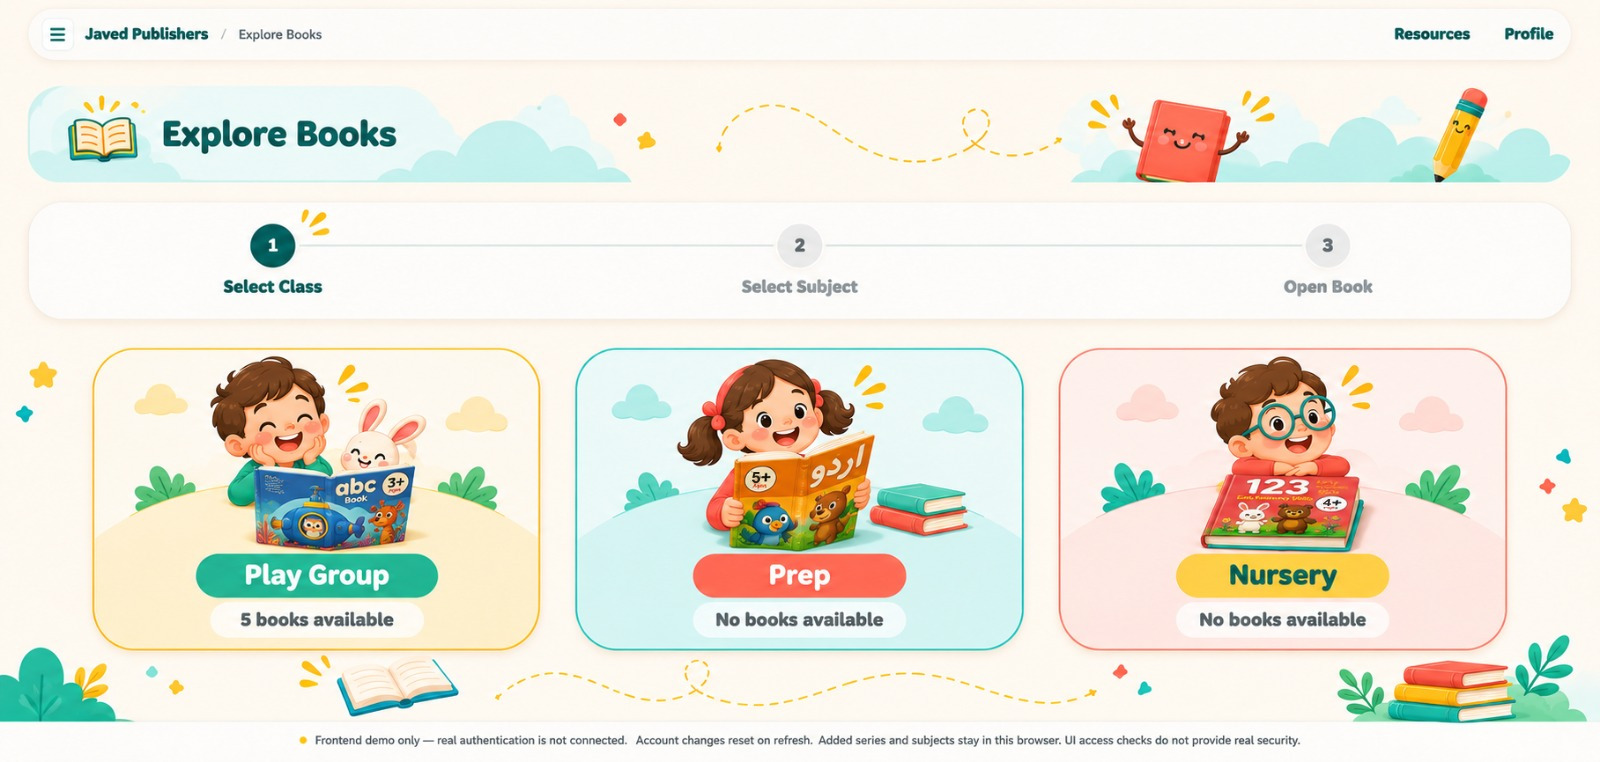 Javed Publishers / Explore Books
Resources
Profile
Explore Books
1
2
3
Select Class
Select Subject
Open Book
abc
Book
3+
Ages
5+
Ages
اردو
123
4+
Play Group
Prep
Nursery
5 books available
No books available
No books available
Frontend demo only — real authentication is not connected. Account changes reset on refresh. Added series and subjects stay in this browser. UI access checks do not provide real security.